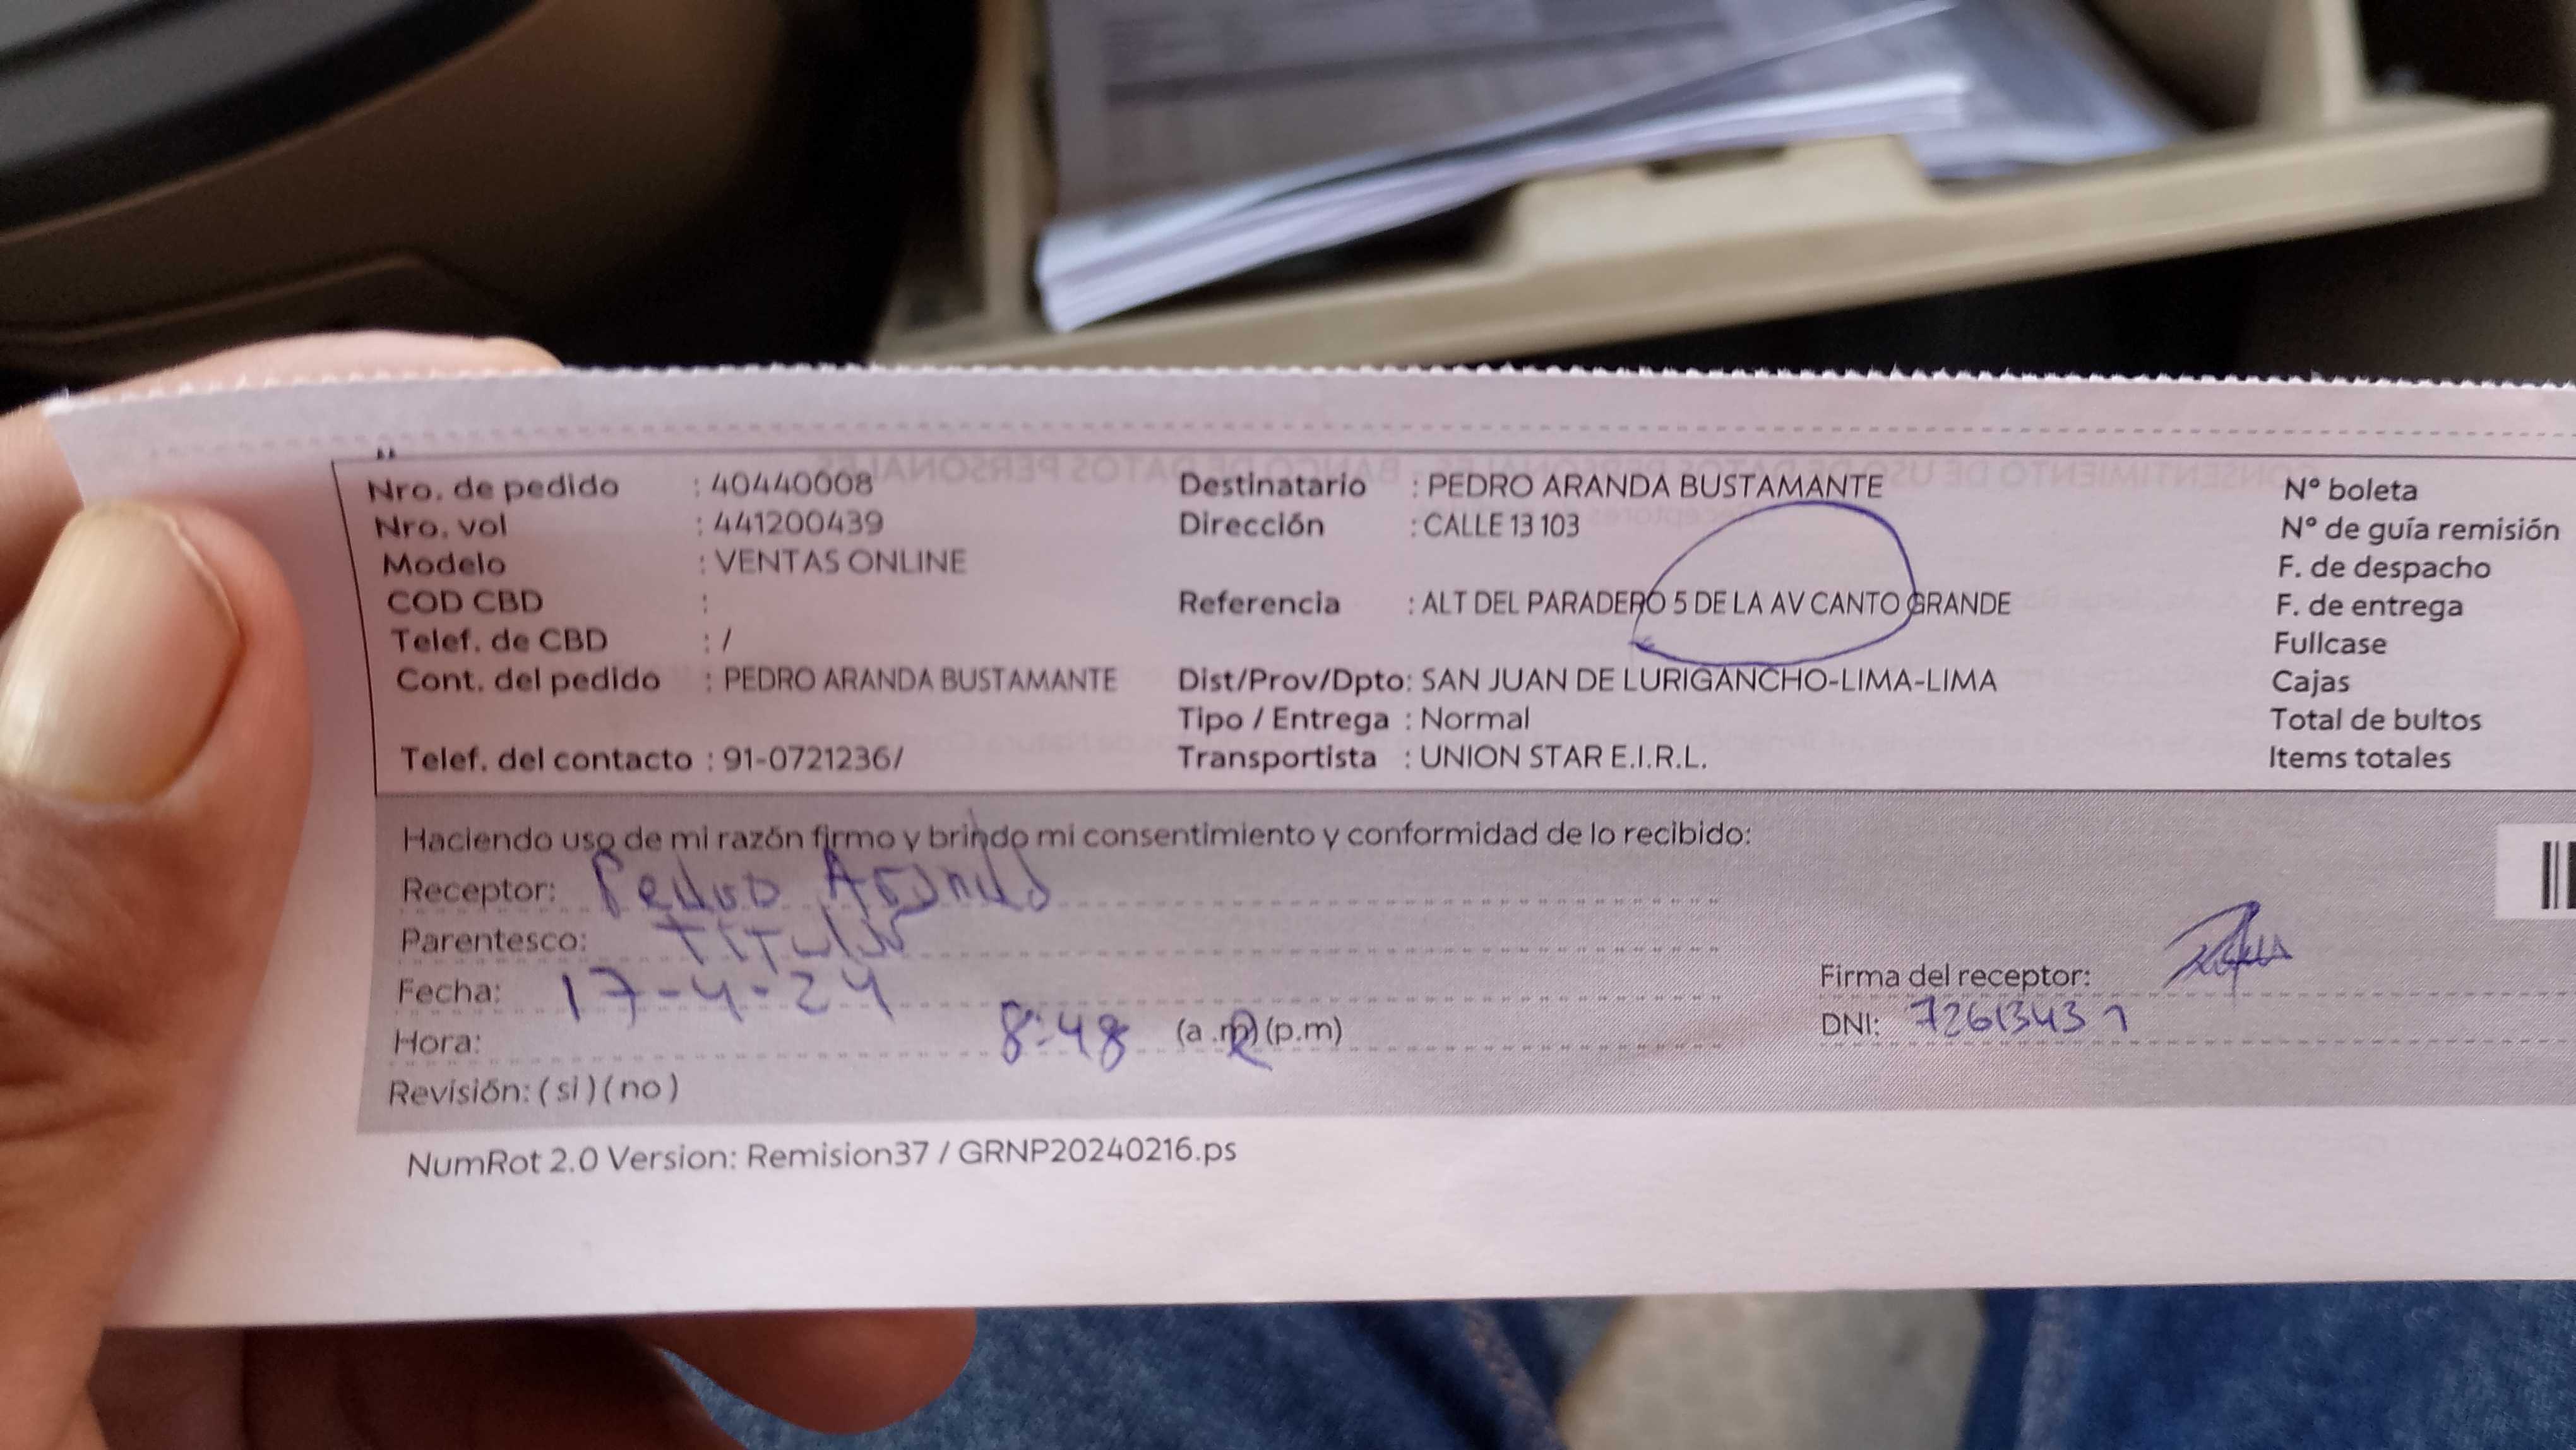 Nro. de pedido : 40440008
Nro. vol : 441200439
Modelo : VENTAS ONLINE
COD CBD :
Telef. de CBD : /
Cont. del pedido : PEDRO ARANDA BUSTAMANTE
Telef. del contacto : 91-0721236/
Destinatario : PEDRO ARANDA BUSTAMANTE
Dirección : CALLE 13 103
Referencia : ALT DEL PARADERO 5 DE LA AV CANTO GRANDE
Dist/Prov/Dpto: SAN JUAN DE LURIGANCHO-LIMA-LIMA
Tipo / Entrega : Normal
Transportista : UNION STAR E.I.R.L.
N° boleta
N° de guía remisión
F. de despacho
F. de entrega
Fullcase
Cajas
Total de bultos
Items totales
Haciendo uso de mi razón firmo y brindo mi consentimiento y conformidad de lo recibido:
Receptor: Pedro Aranda
Parentesco: Titular
Fecha: 17-4-24
Hora: 8:48 (a.m) (p.m)
Revisión: (si) (no)
Firma del receptor:
DNI: 72613431
NumRot 2.0 Version: Remision37 / GRNP20240216.ps